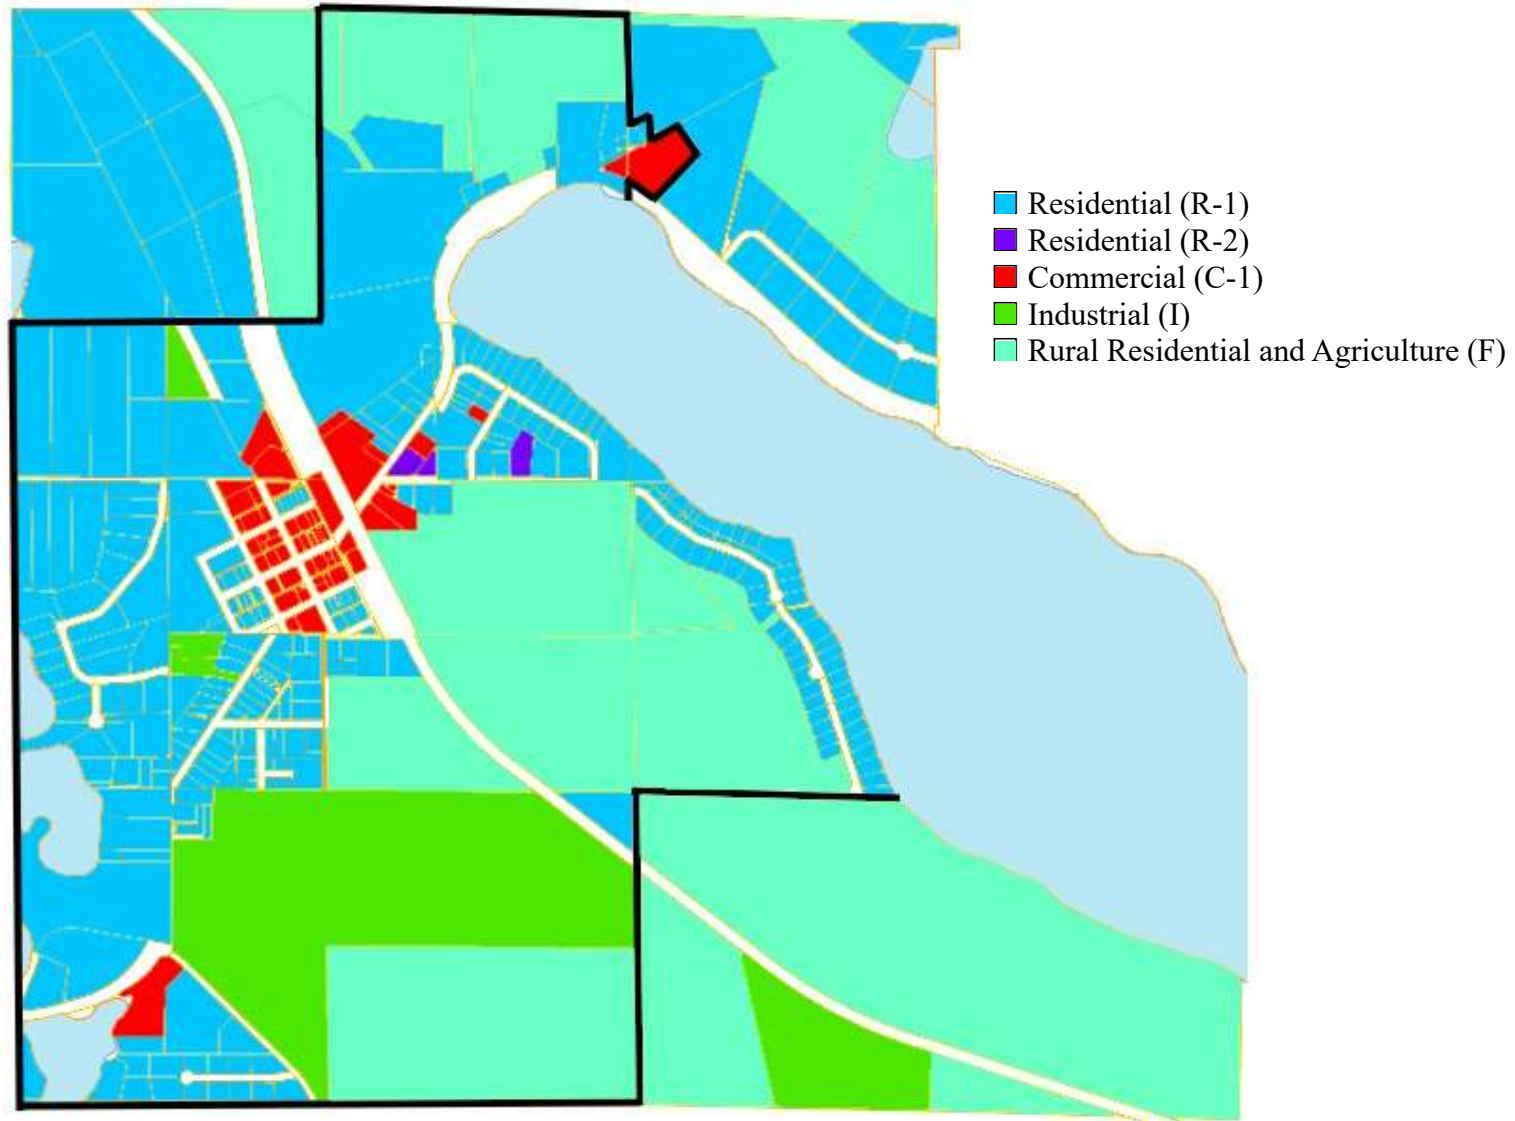 Residential (R-1)
Residential (R-2)
Commercial (C-1)
Industrial (I)
Rural Residential and Agriculture (F)